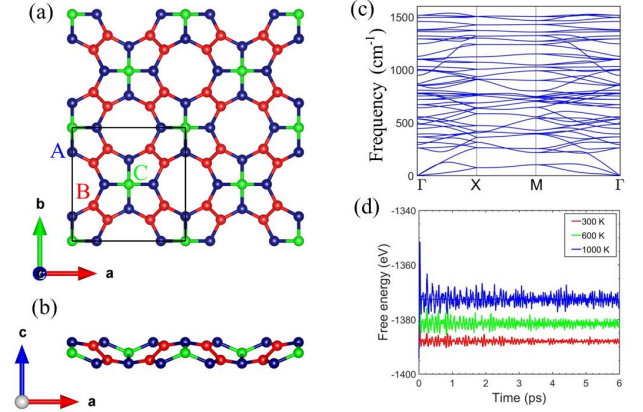 (a)
A
B
C
b
a
(b)
c
a
(c)
Frequency (cm⁻¹)
1500
1000
500
0
Γ
X
M
Γ
(d)
Free energy (eV)
-1340
-1360
-1380
-1400
300 K
600 K
1000 K
0
1
2
3
4
5
6
Time (ps)